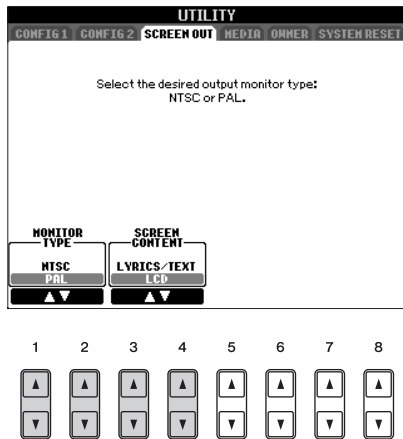 UTILITY
CONFIG 1 CONFIG 2 SCREEN OUT MEDIA OWNER SYSTEM RESET
Select the desired output monitor type:
NTSC or PAL.
MONITOR TYPE
NTSC
PAL
SCREEN CONTENT
LYRICS/TEXT
LCD
1 2 3 4 5 6 7 8